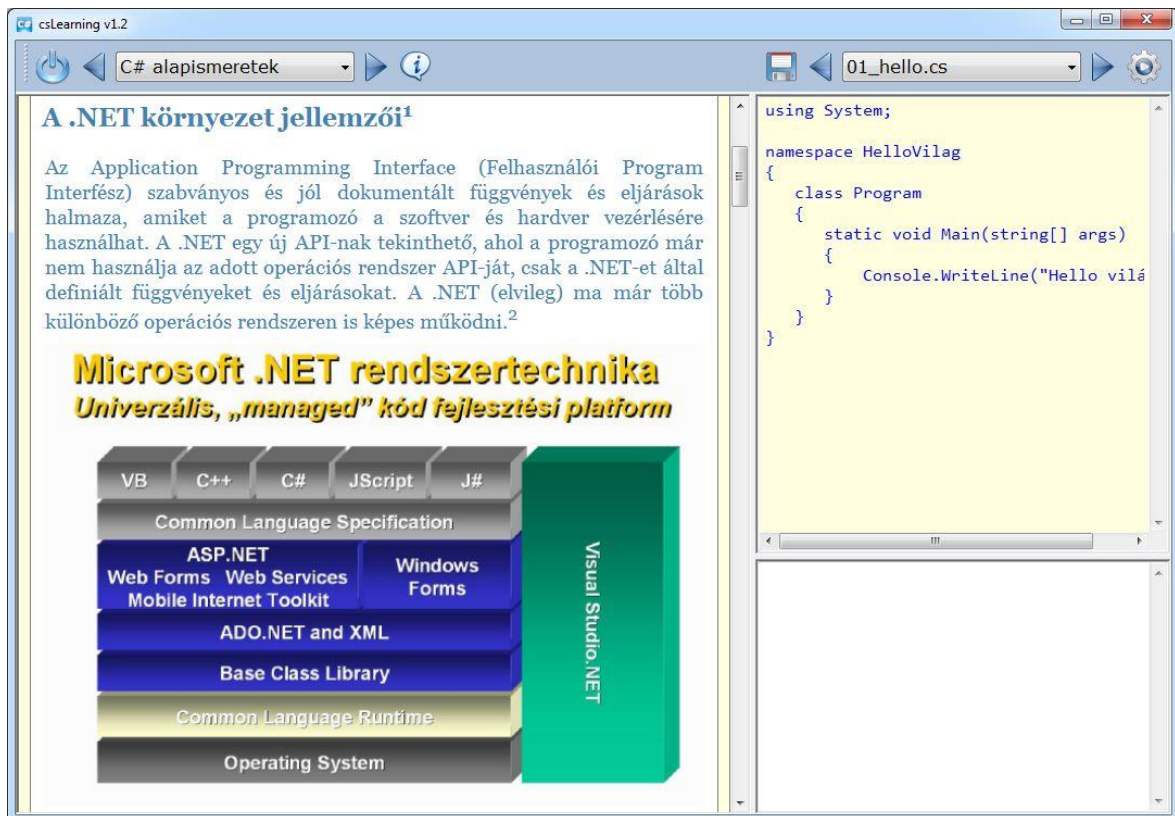 csLearning v1.2
C# alapismeretek
01_hello.cs
A .NET környezet jellemzői¹
Az Application Programming Interface (Felhasználói Program
Interfész) szabványos és jól dokumentált függvények és eljárások
halmaza, amiket a programozó a szoftver és hardver vezérlésére
használhat. A .NET egy új API-nak tekinthető, ahol a programozó már
nem használja az adott operációs rendszer API-ját, csak a .NET-et által
definiált függvényeket és eljárásokat. A .NET (elvileg) ma már több
különböző operációs rendszeren is képes működni.²
Microsoft .NET rendszertechnika
Univerzális, „managed” kód fejlesztési platform
VB C++ C# JScript J#
Common Language Specification
ASP.NET
Web Forms Web Services
Mobile Internet Toolkit
Windows
Forms
ADO.NET and XML
Base Class Library
Common Language Runtime
Operating System
Visual Studio.NET
using System;
namespace HelloVilag
{
class Program
{
static void Main(string[] args)
{
Console.WriteLine("Hello vilá
}
}
}